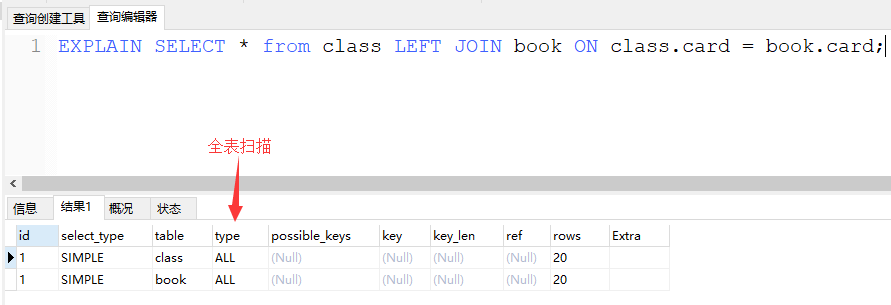 查询创建工具 查询编辑器
1 EXPLAIN SELECT * from class LEFT JOIN book ON class.card = book.card;
全表扫描
信息 结果1 概况 状态
id select_type table type possible_keys key key_len ref rows Extra
1 SIMPLE class ALL (Null) (Null) (Null) (Null) 20
1 SIMPLE book ALL (Null) (Null) (Null) (Null) 20